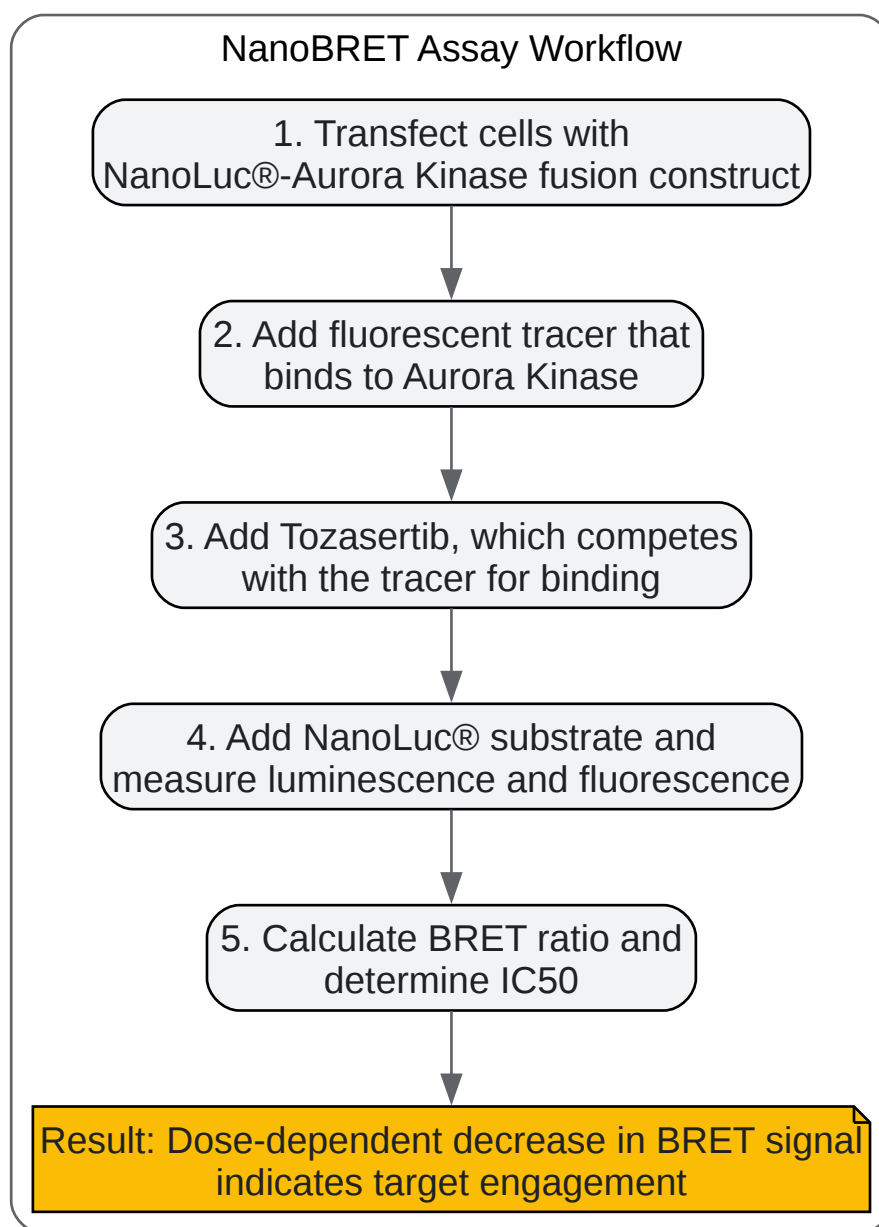 NanoBRET Assay Workflow
1. Transfect cells with
NanoLuc®-Aurora Kinase fusion construct
2. Add fluorescent tracer that
binds to Aurora Kinase
3. Add Tozasertib, which competes
with the tracer for binding
4. Add NanoLuc® substrate and
measure luminescence and fluorescence
5. Calculate BRET ratio and
determine IC50
Result: Dose-dependent decrease in BRET signal
indicates target engagement